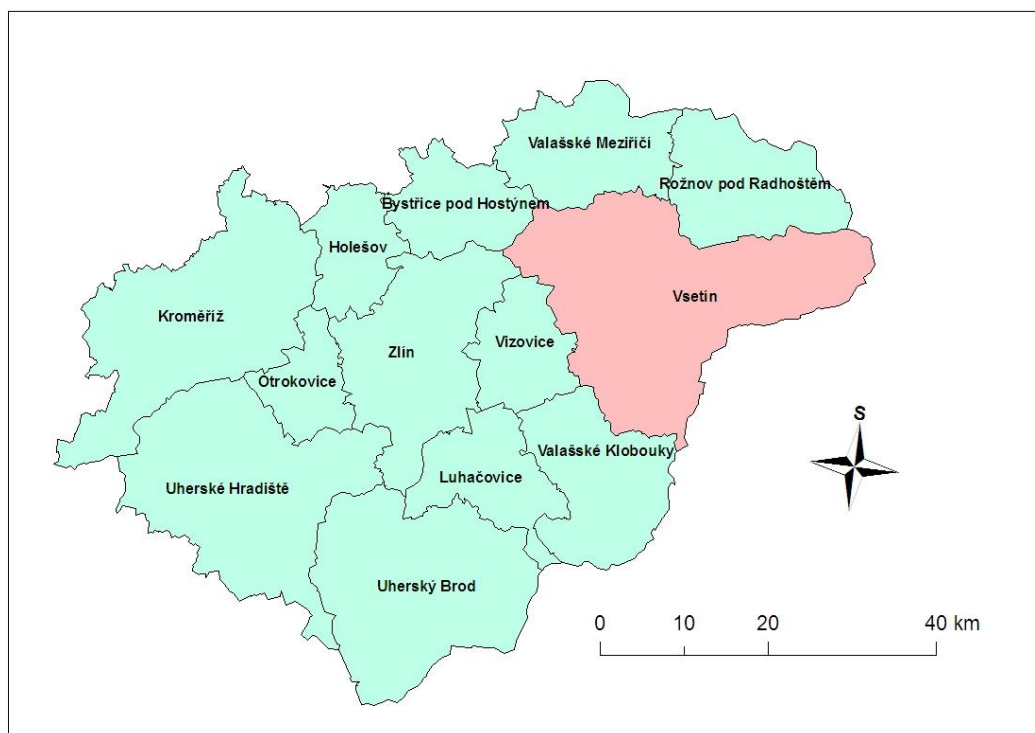 Valašské Meziříčí
Rožnov pod Radhoštěm
Bystřice pod Hostýnem
Holešov
Vsetín
Kroměříž
Vizovice
Zlín
Otrokovice
S
Valašské Klobouky
Luhačovice
Uherské Hradiště
Uherský Brod
0 10 20 40 km